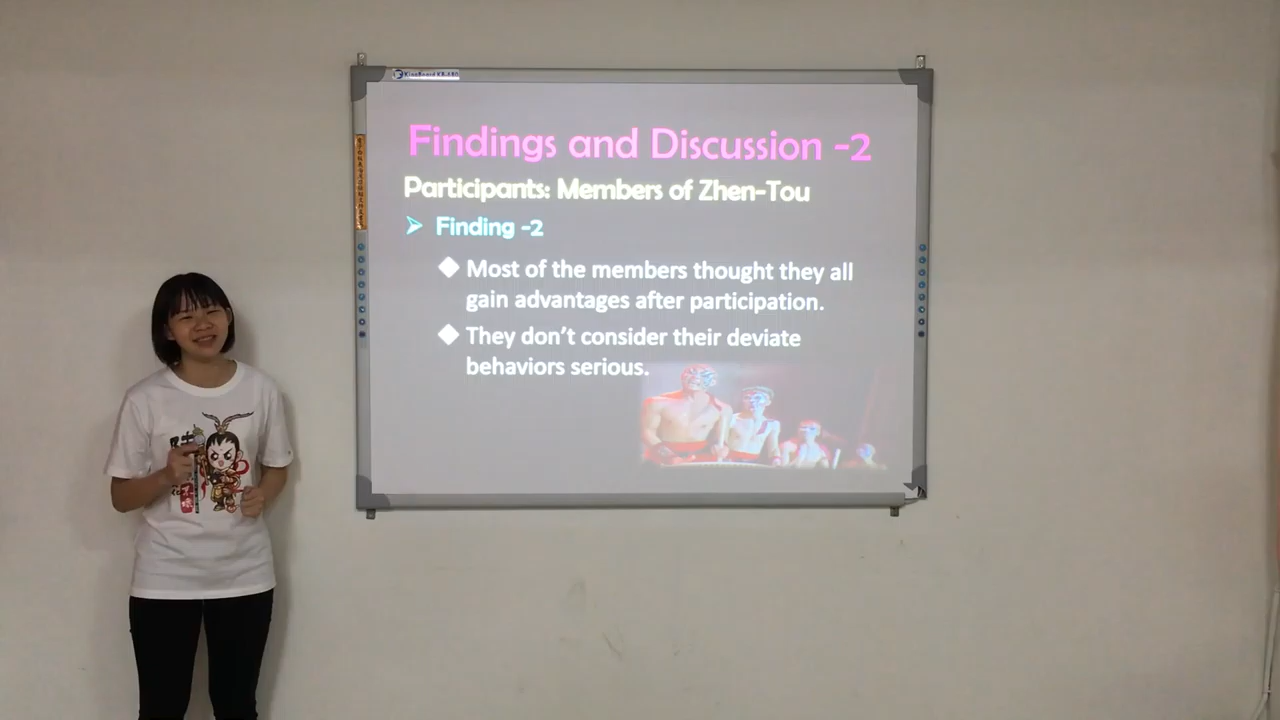 Findings and Discussion -2
Participants: Members of Zhen-Tou
Finding -2
Most of the members thought they all
gain advantages after participation.
They don't consider their deviate
behaviors serious.